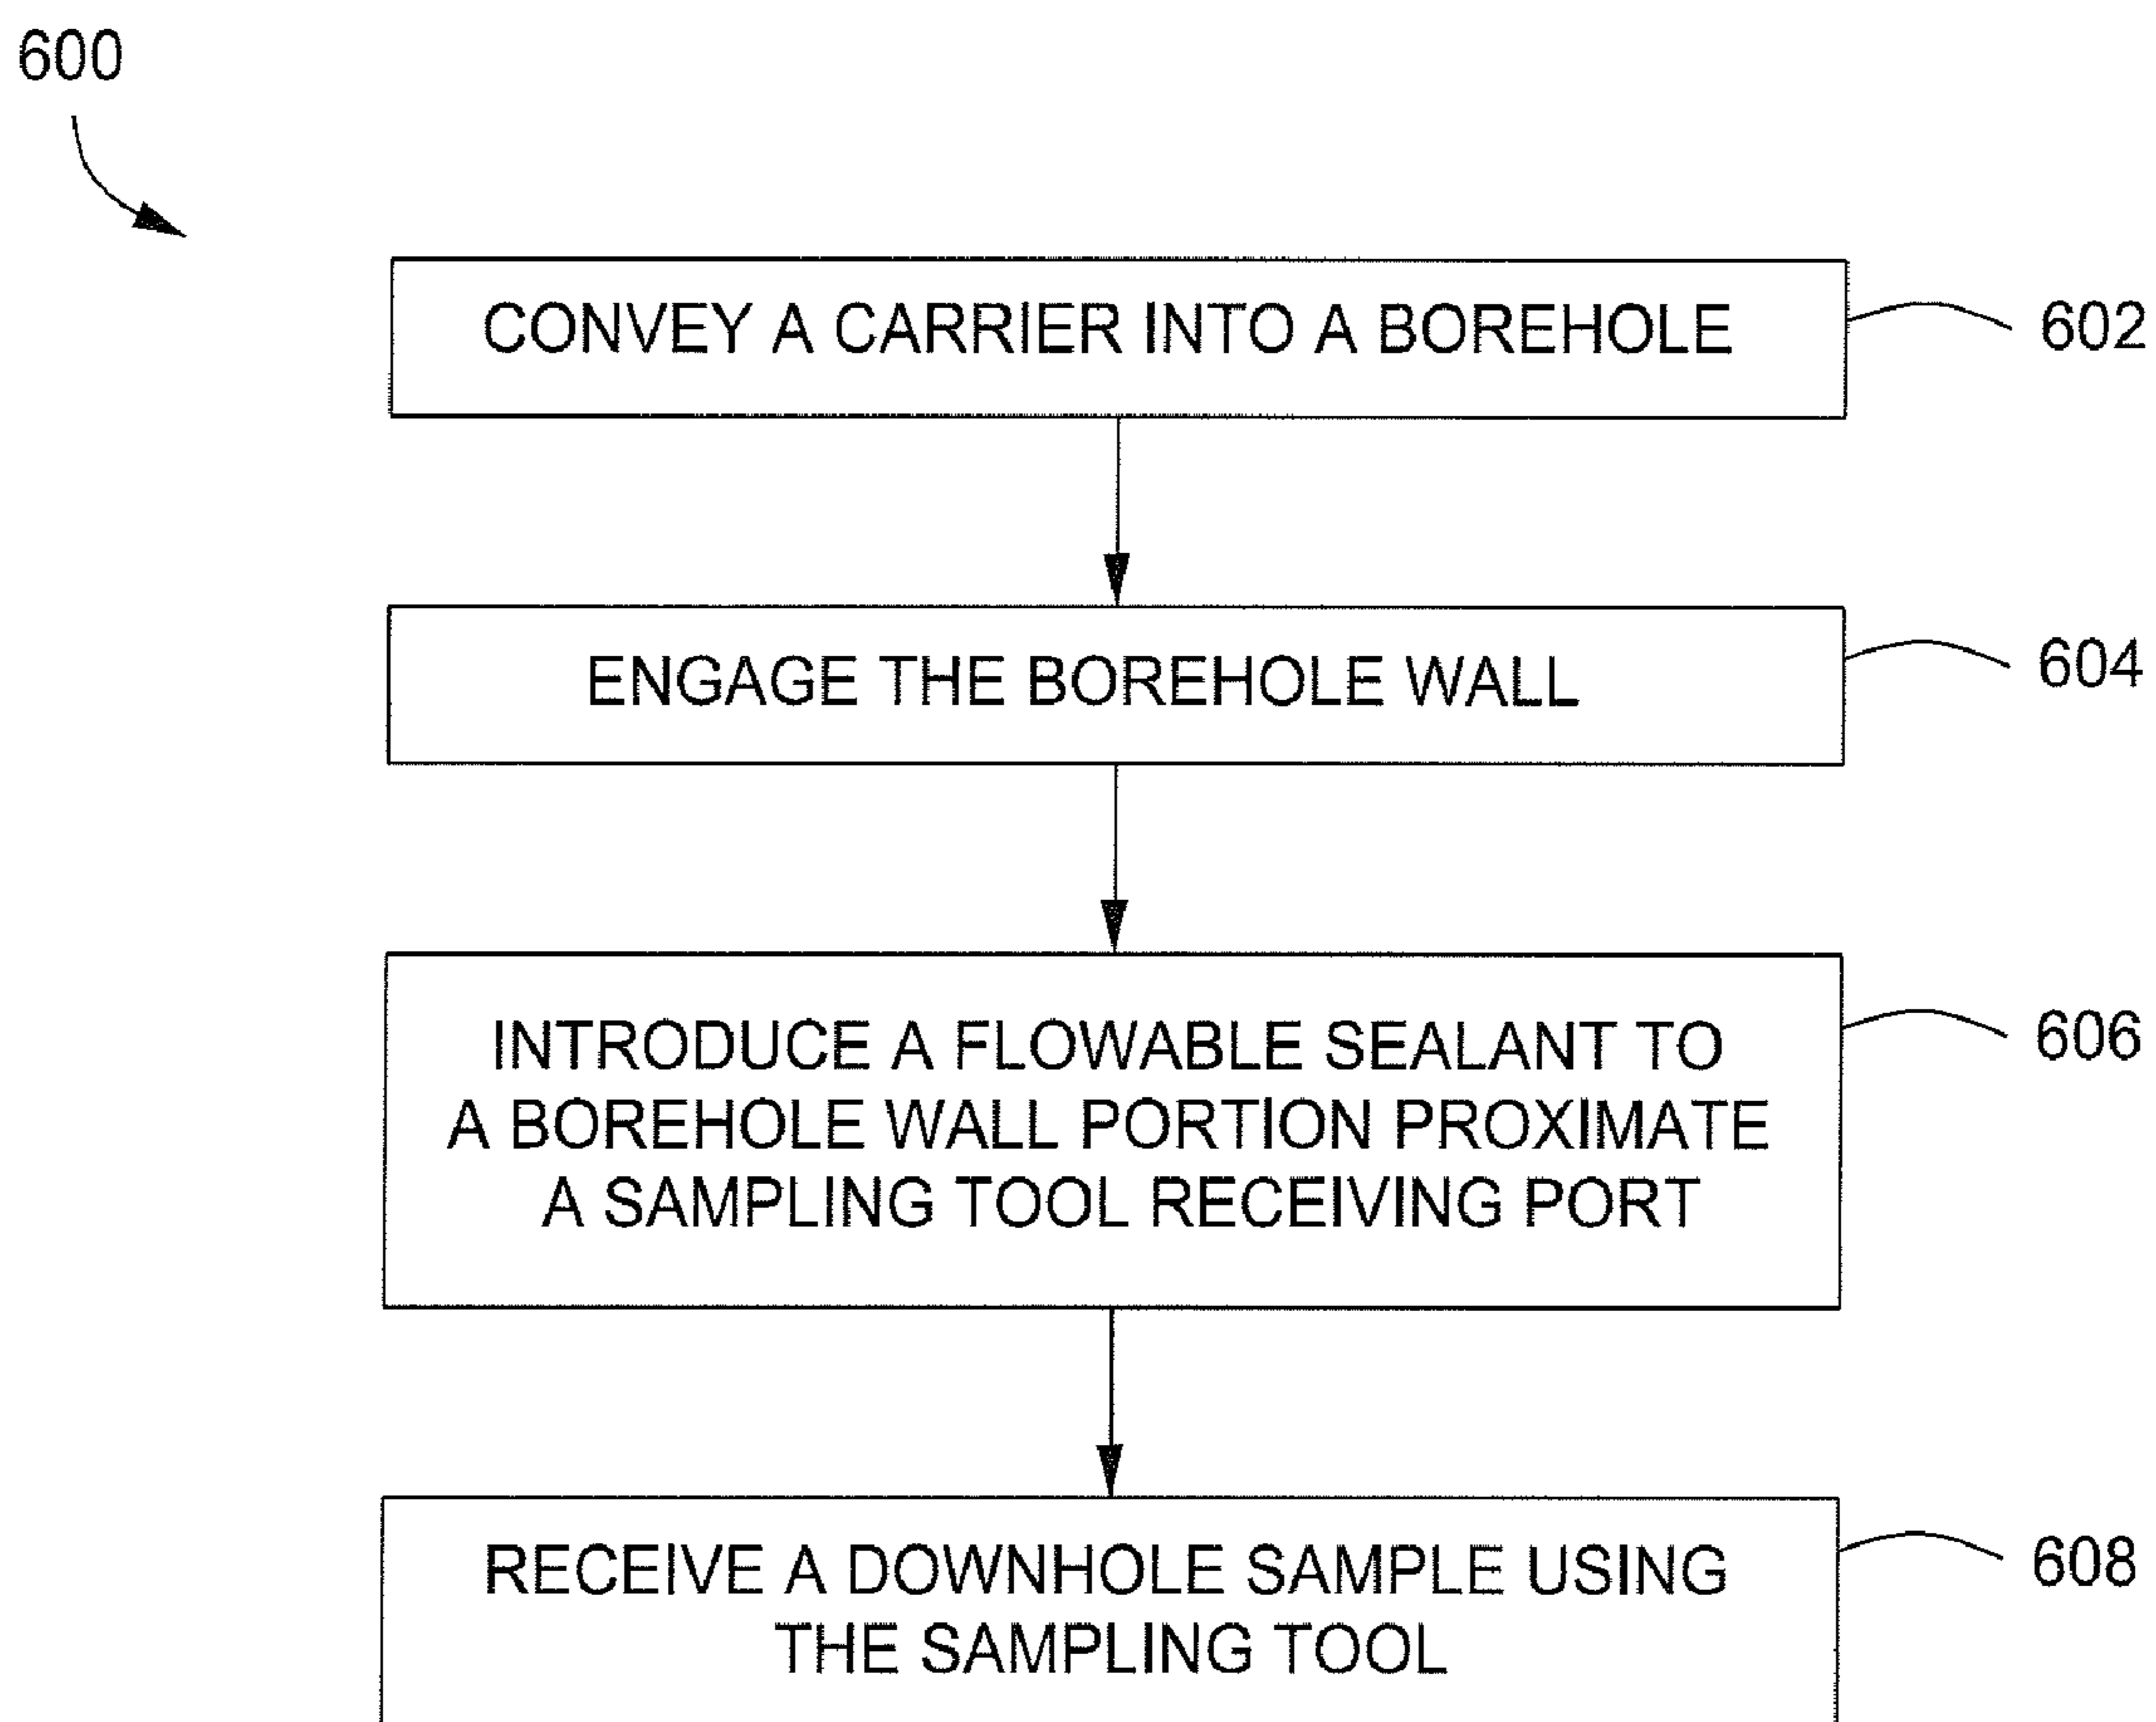 600
CONVEY A CARRIER INTO A BOREHOLE
602
ENGAGE THE BOREHOLE WALL
604
INTRODUCE A FLOWABLE SEALANT TO
A BOREHOLE WALL PORTION PROXIMATE
A SAMPLING TOOL RECEIVING PORT
606
RECEIVE A DOWNHOLE SAMPLE USING
THE SAMPLING TOOL
608